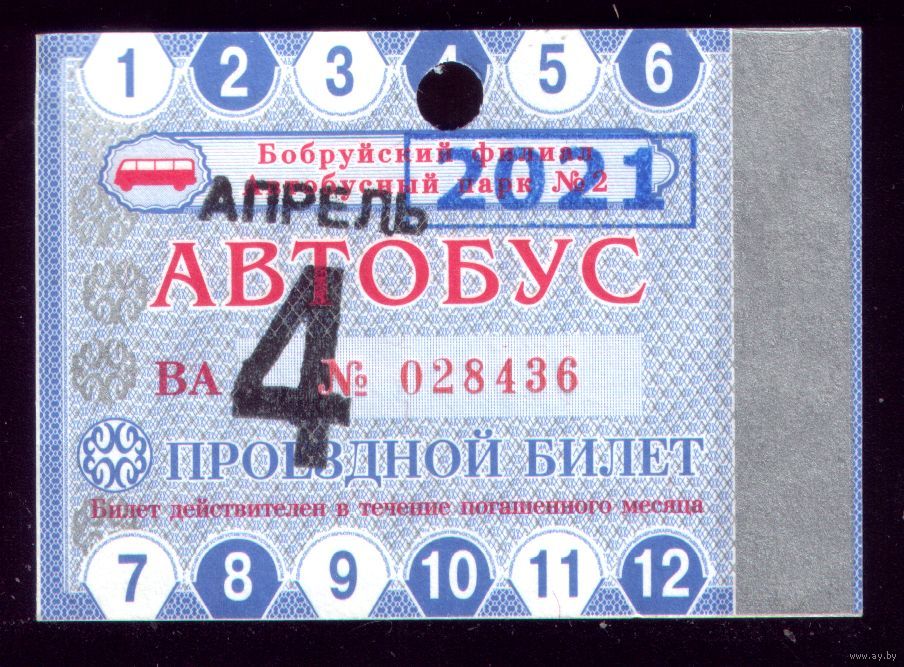 1 2 3 4 5 6
Бобруйский филиал
Автобусный парк №2
2021
АПРЕЛЬ
АВТОБУС
4
ВА № 028436
ПРОЕЗДНОЙ БИЛЕТ
Билет действителен в течение погашенного месяца
7 8 9 10 11 12
www.ay.by